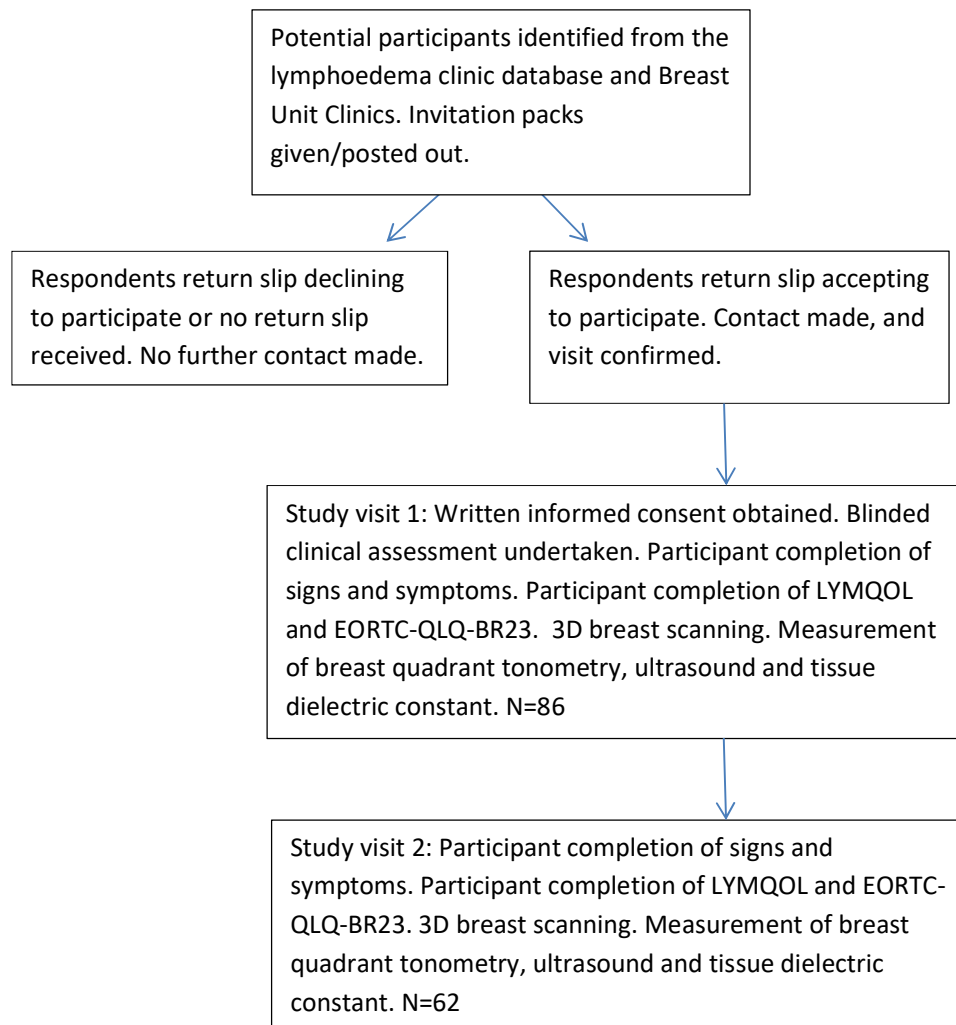 Potential participants identified from the
lymphoedema clinic database and Breast
Unit Clinics. Invitation packs
given/posted out.
Respondents return slip declining
to participate or no return slip
received. No further contact made.
Respondents return slip accepting
to participate. Contact made, and
visit confirmed.
Study visit 1: Written informed consent obtained. Blinded
clinical assessment undertaken. Participant completion of
signs and symptoms. Participant completion of LYMQOL
and EORTC-QLQ-BR23.  3D breast scanning. Measurement
of breast quadrant tonometry, ultrasound and tissue
dielectric constant. N=86
Study visit 2: Participant completion of signs and
symptoms. Participant completion of LYMQOL and EORTC-
QLQ-BR23. 3D breast scanning. Measurement of breast
quadrant tonometry, ultrasound and tissue dielectric
constant. N=62